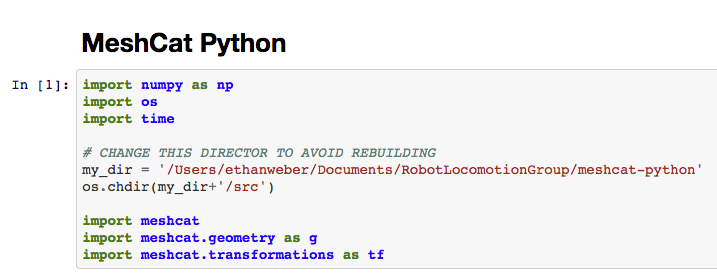 MeshCat Python
In [1]: import numpy as np
import os
import time
# CHANGE THIS DIRECTOR TO AVOID REBUILDING
my_dir = '/Users/ethanweber/Documents/RobotLocomotionGroup/meshcat-python'
os.chdir(my_dir+'/src')
import meshcat
import meshcat.geometry as g
import meshcat.transformations as tf